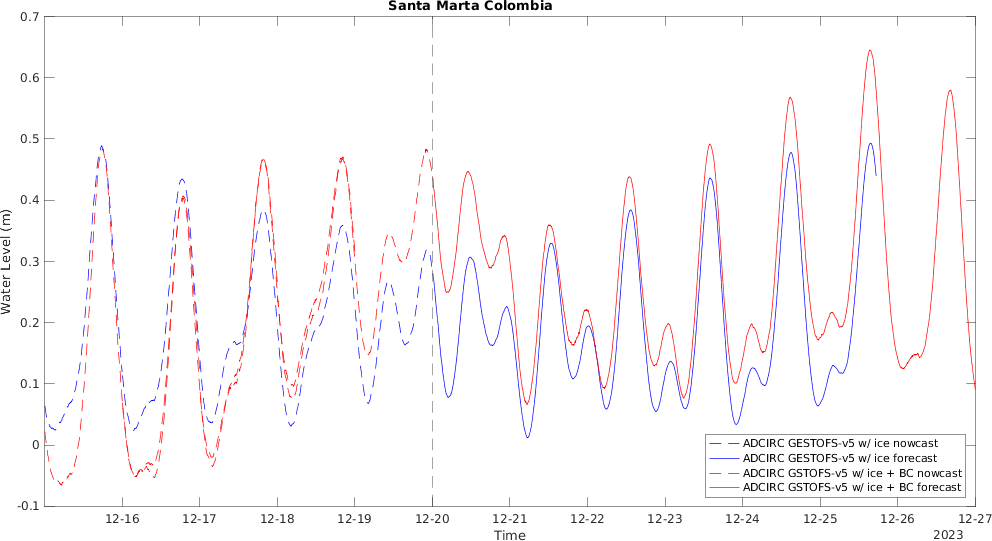 Santa Marta Colombia
0.7
0.6
0.5
0.4
0.3
0.2
0.1
0
-0.1
Water Level (m)
12-16 12-17 12-18 12-19 12-20 12-21 12-22 12-23 12-24 12-25 12-26 12-27
Time
2023
ADCIRC GESTOFS-v5 w/ ice nowcast
ADCIRC GESTOFS-v5 w/ ice forecast
ADCIRC GSTOFS-v5 w/ ice + BC nowcast
ADCIRC GSTOFS-v5 w/ ice + BC forecast